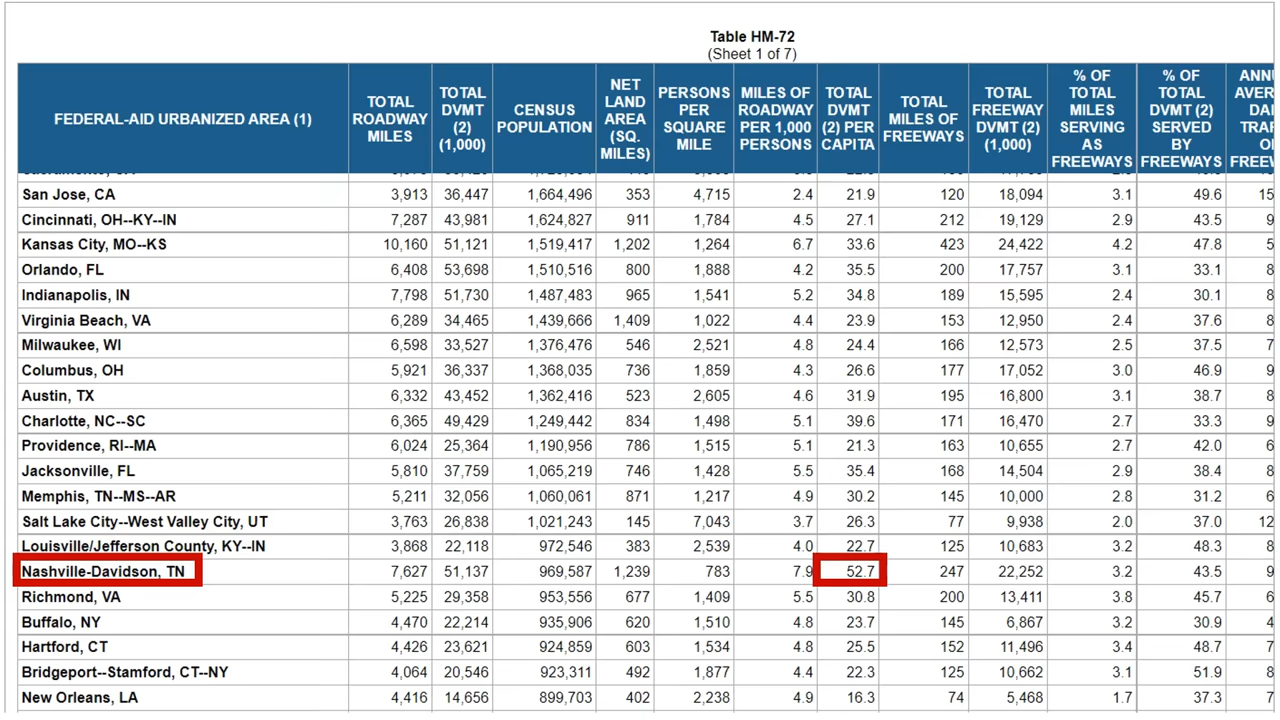 Table HM-72
(Sheet 1 of 7)
FEDERAL-AID URBANIZED AREA (1) TOTAL ROADWAY MILES TOTAL DVMT (2) (1,000) CENSUS POPULATION NET LAND AREA (SQ. MILES) PERSONS PER SQUARE MILE MILES OF ROADWAY PER 1,000 PERSONS TOTAL DVMT (2) PER CAPITA TOTAL MILES OF FREEWAYS TOTAL FREEWAY DVMT (2) (1,000) % OF TOTAL MILES SERVING AS FREEWAYS % OF TOTAL DVMT (2) SERVED BY FREEWAYS
San Jose, CA 3,913 36,447 1,664,496 353 4,715 2.4 21.9 120 18,094 3.1 49.6 15
Cincinnati, OH--KY--IN 7,287 43,981 1,624,827 911 1,784 4.5 27.1 212 19,129 2.9 43.5 9
Kansas City, MO--KS 10,160 51,121 1,519,417 1,202 1,264 6.7 33.6 423 24,422 4.2 47.8 5
Orlando, FL 6,408 53,698 1,510,516 800 1,888 4.2 35.5 200 17,757 3.1 33.1 8
Indianapolis, IN 7,798 51,730 1,487,483 965 1,541 5.2 34.8 189 15,595 2.4 30.1 8
Virginia Beach, VA 6,289 34,465 1,439,666 1,409 1,022 4.4 23.9 153 12,950 2.4 37.6 8
Milwaukee, WI 6,598 33,527 1,376,476 546 2,521 4.8 24.4 166 12,573 2.5 37.5 7
Columbus, OH 5,921 36,337 1,368,035 736 1,859 4.3 26.6 177 17,052 3.0 46.9 9
Austin, TX 6,332 43,452 1,362,416 523 2,605 4.6 31.9 195 16,800 3.1 38.7 8
Charlotte, NC--SC 6,365 49,429 1,249,442 834 1,498 5.1 39.6 171 16,470 2.7 33.3 9
Providence, RI--MA 6,024 25,364 1,190,956 786 1,515 5.1 21.3 163 10,655 2.7 42.0 6
Jacksonville, FL 5,810 37,759 1,065,219 746 1,428 5.5 35.4 168 14,504 2.9 38.4 8
Memphis, TN--MS--AR 5,211 32,056 1,060,061 871 1,217 4.9 30.2 145 10,000 2.8 31.2 6
Salt Lake City--West Valley City, UT 3,763 26,838 1,021,243 145 7,043 3.7 26.3 77 9,938 2.0 37.0 12
Louisville/Jefferson County, KY--IN 3,868 22,118 972,546 383 2,539 4.0 22.7 125 10,683 3.2 48.3 8
Nashville-Davidson, TN 7,627 51,137 969,587 1,239 783 7.9 52.7 247 22,252 3.2 43.5 9
Richmond, VA 5,225 29,358 953,556 677 1,409 5.5 30.8 200 13,411 3.8 45.7 6
Buffalo, NY 4,470 22,214 935,906 620 1,510 4.8 23.7 145 6,867 3.2 30.9 4
Hartford, CT 4,426 23,621 924,859 603 1,534 4.8 25.5 152 11,496 3.4 48.7 7
Bridgeport--Stamford, CT--NY 4,064 20,546 923,311 492 1,877 4.4 22.3 125 10,662 3.1 51.9 8
New Orleans, LA 4,416 14,656 899,703 402 2,238 4.9 16.3 74 5,468 1.7 37.3 7